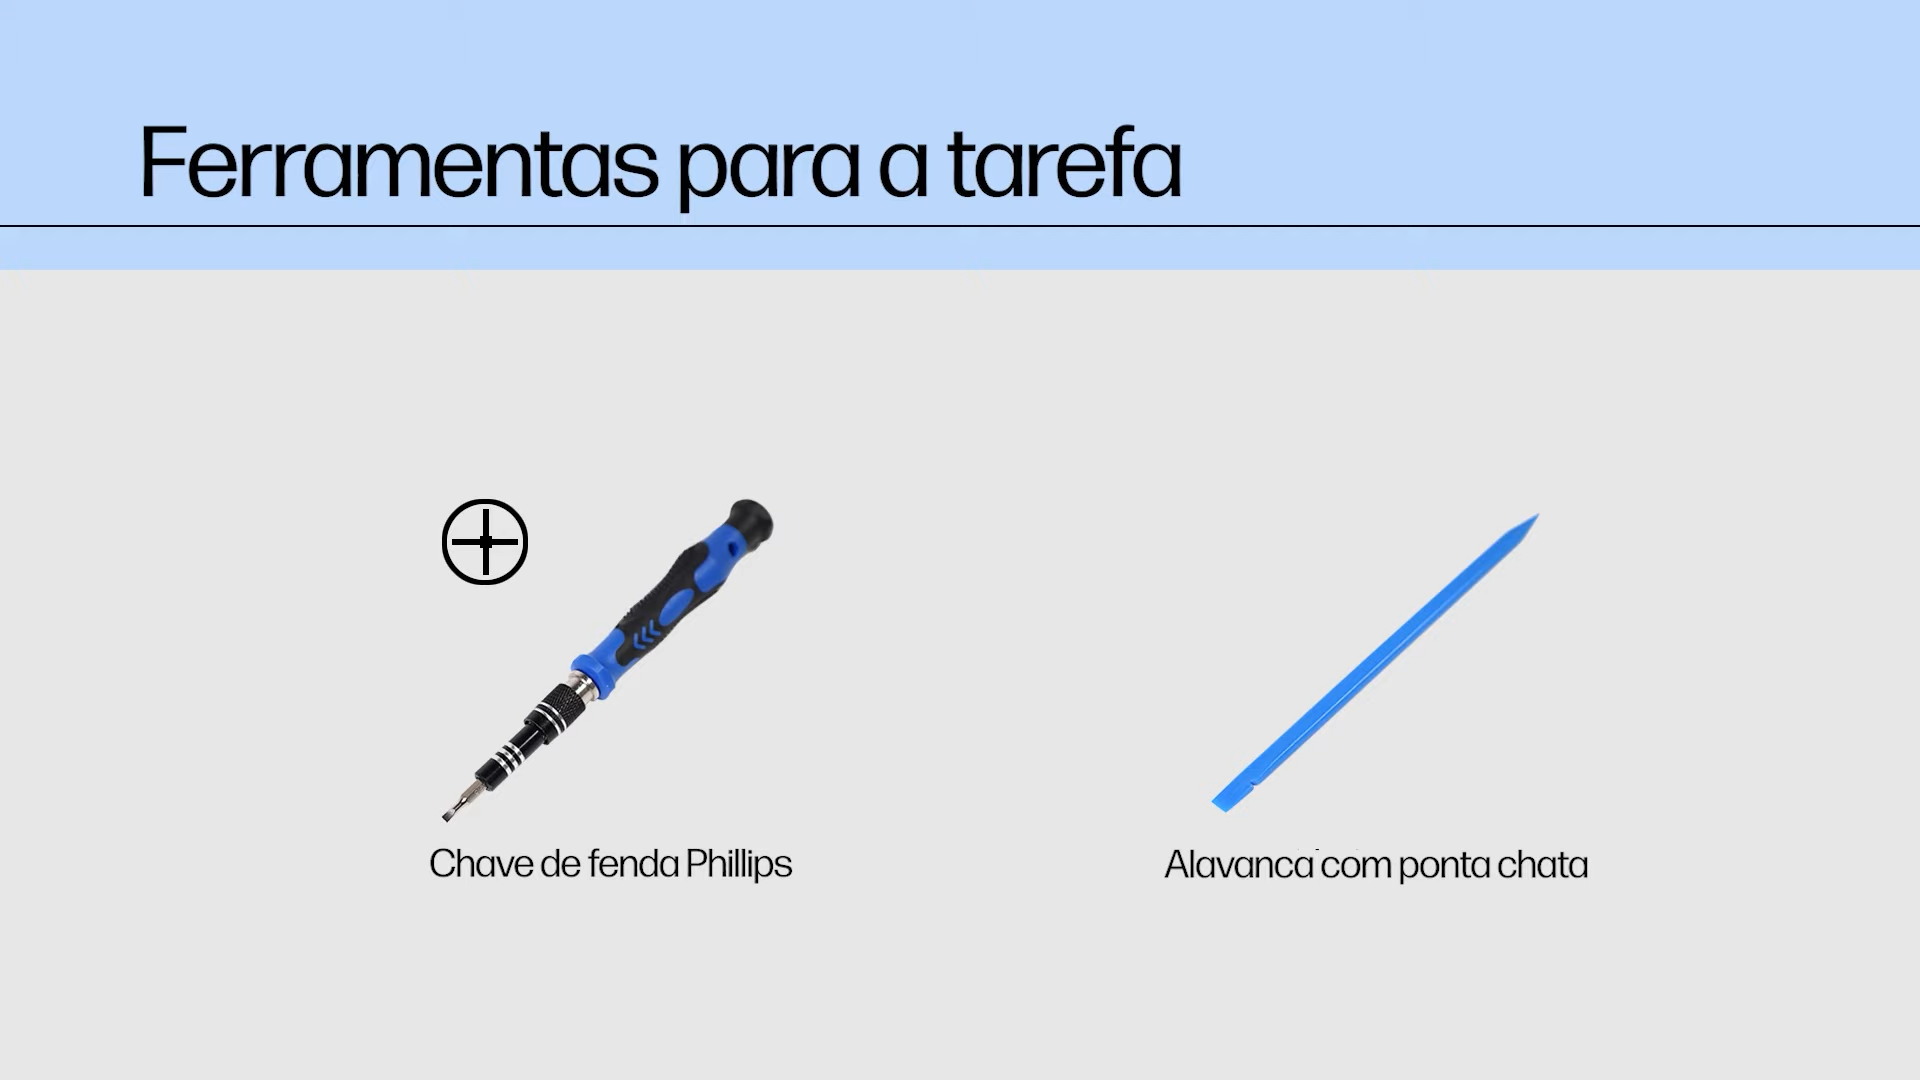 Ferramentas para a tarefa
Chave de fenda Phillips
Alavanca com ponta chata